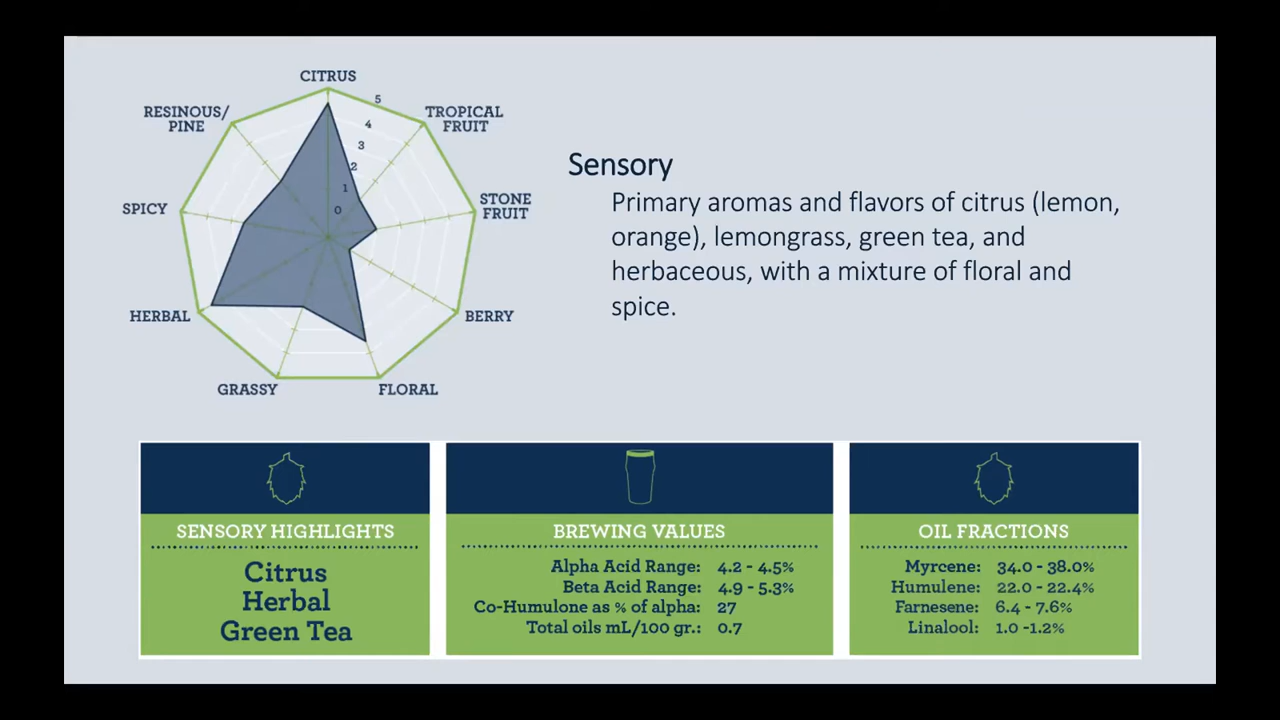 CITRUS
5
TROPICAL
FRUIT
4
3
2
1
0
STONE
FRUIT
BERRY
FLORAL
GRASSY
HERBAL
SPICY
RESINOUS/
PINE
Sensory
Primary aromas and flavors of citrus (lemon,
orange), lemongrass, green tea, and
herbaceous, with a mixture of floral and
spice.
SENSORY HIGHLIGHTS
Citrus
Herbal
Green Tea
BREWING VALUES
Alpha Acid Range: 4.2 - 4.5%
Beta Acid Range: 4.9 - 5.3%
Co-Humulone as % of alpha: 27
Total oils mL/100 gr.: 0.7
OIL FRACTIONS
Myrcene: 34.0 - 38.0%
Humulene: 22.0 - 22.4%
Farnesene: 6.4 - 7.6%
Linalool: 1.0 -1.2%